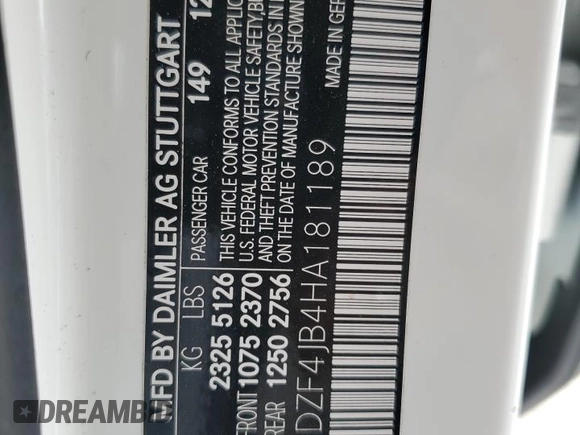 MFD BY DAIMLER AG STUTTGART
KG LBS PASSENGER CAR 149 12
2325 5126 THIS VEHICLE CONFORMS TO ALL
FRONT 1075 2370 U.S. FEDERAL MOTOR VEHICLE SAFETY,
REAR 1250 2756 AND THEFT PREVENTION STANDARDS IN
ON THE DATE OF MANUFACTURE SHOWN
DZF4JB4HA181189 MADE IN GER
DREAMBID